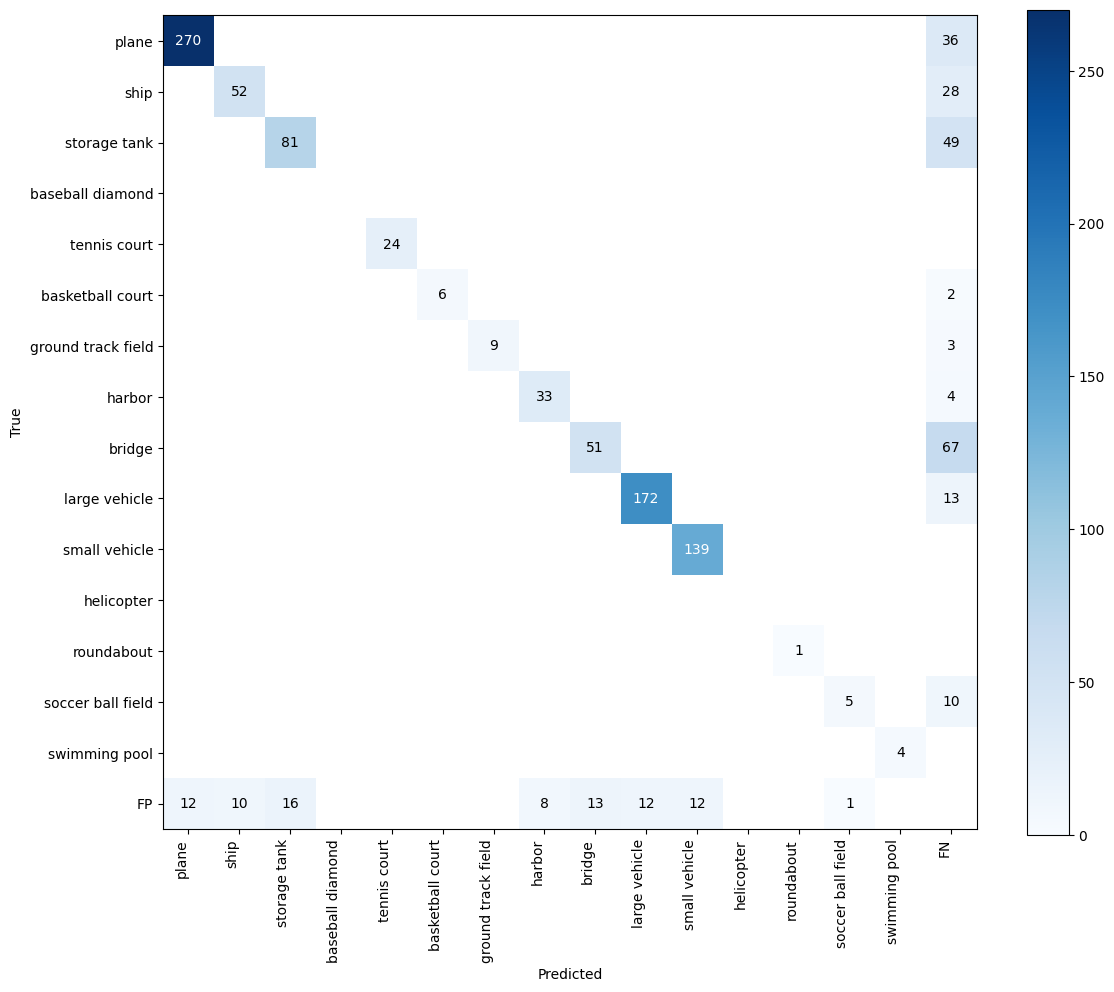 plane 270 36
ship 52 28
storage tank 81 49
baseball diamond
tennis court 24
basketball court 6 2
ground track field 9 3
harbor 33 4
bridge 51 67
large vehicle 172 13
small vehicle 139
helicopter
roundabout 1
soccer ball field 5 10
swimming pool 4
FP 12 10 16 8 13 12 12 1
True
plane
ship
storage tank
baseball diamond
tennis court
basketball court
ground track field
harbor
bridge
large vehicle
small vehicle
helicopter
roundabout
soccer ball field
swimming pool
FN
Predicted
250
200
150
100
50
0